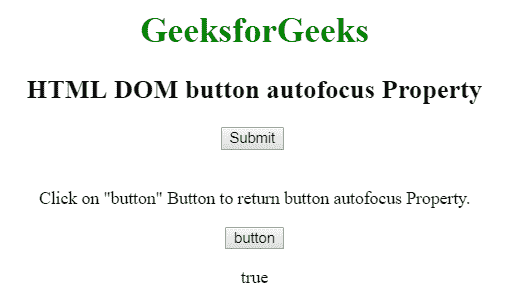 GeeksforGeeks
HTML DOM button autofocus Property
Submit
Click on "button" Button to return button autofocus Property.
button
true